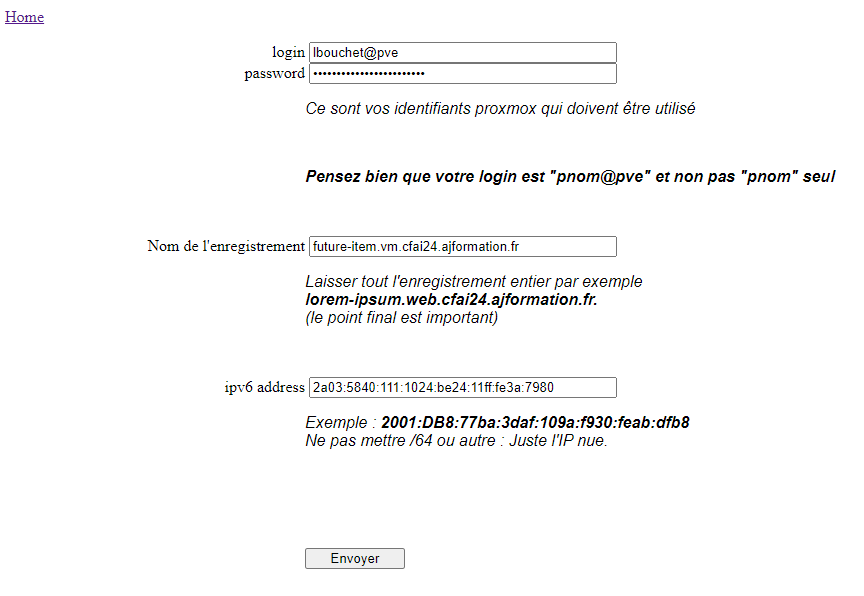 Home
login lbouchet@pve
password ••••••••••••••••••••••••
Ce sont vos identifiants proxmox qui doivent être utilisé
Pensez bien que votre login est "pnom@pve" et non pas "pnom" seul
Nom de l'enregistrement future-item.vm.cfai24.ajformation.fr
Laisser tout l'enregistrement entier par exemple
lorem-ipsum.web.cfai24.ajformation.fr.
(le point final est important)
ipv6 address 2a03:5840:111:1024:be24:11ff:fe3a:7980
Exemple : 2001:DB8:77ba:3daf:109a:f930:feab:dfb8
Ne pas mettre /64 ou autre : Juste l'IP nue.
Envoyer